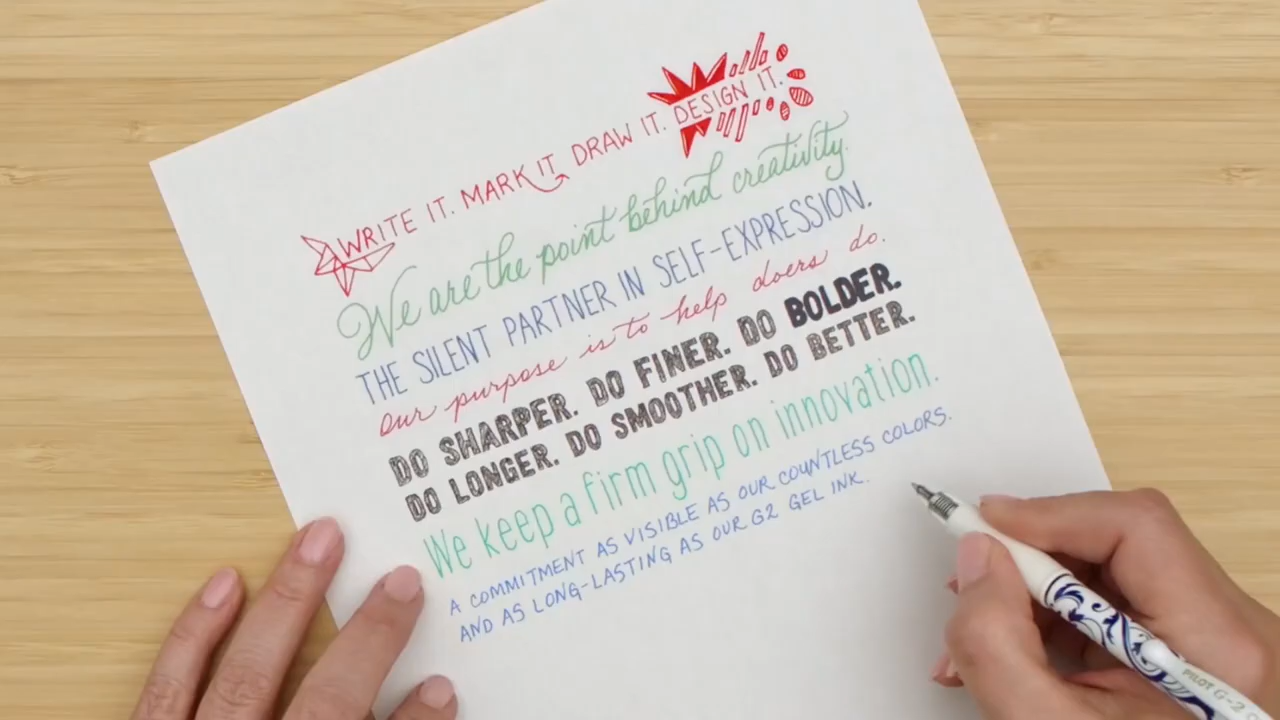 WRITE IT. MARK IT. DRAW IT. DESIGN IT.
We are the point behind creativity.
THE SILENT PARTNER IN SELF-EXPRESSION.
our purpose is to help doers do.
DO SHARPER. DO FINER. DO BOLDER.
DO LONGER. DO SMOOTHER. DO BETTER.
We keep a firm grip on innovation.
A COMMITMENT AS VISIBLE AS OUR COUNTLESS COLORS.
AND AS LONG-LASTING AS OUR G2 GEL INK.
PILOT G-2